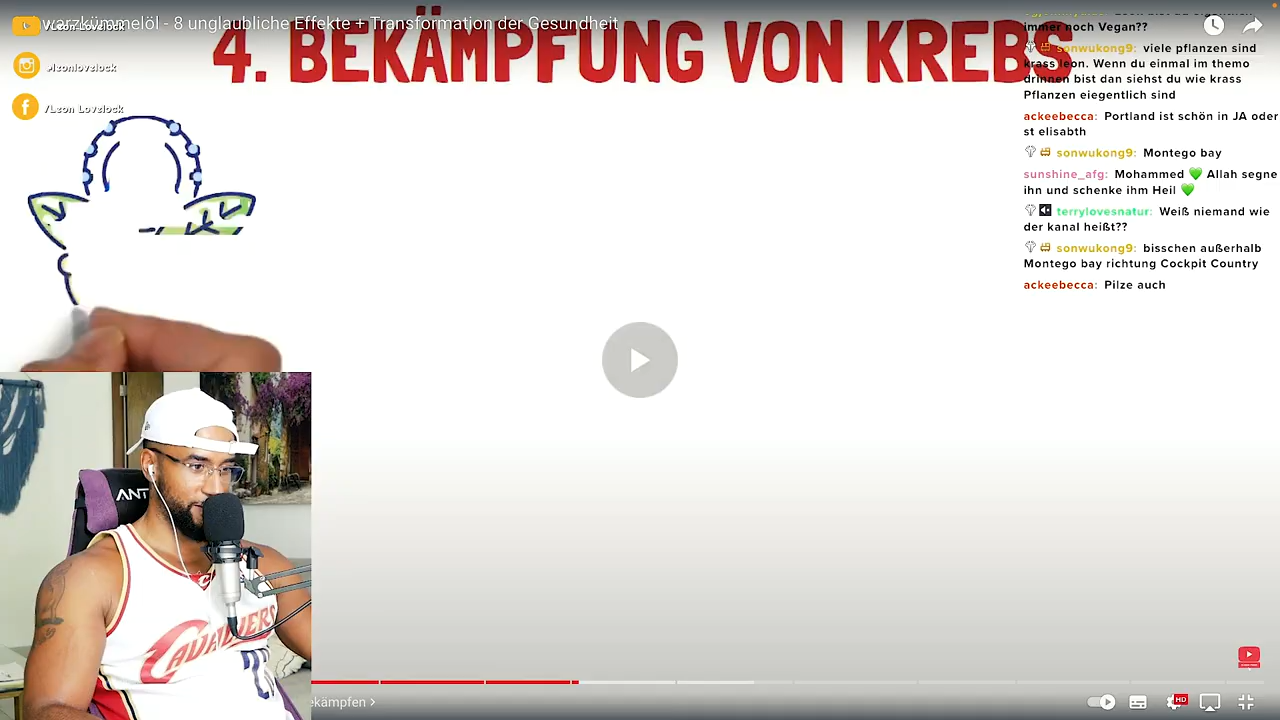 warzkümmelöl - 8 unglaubliche Effekte + Transformation der Gesundheit
/Leon Lovelock
4. BEKÄMPFUNG VON KREBS
leonlovelock
/Leon Lovelock
immer noch Vegan??
sonwukong9: viele pflanzen sind
krass leon. Wenn du einmal im themo
drinnen bist dan siehst du wie krass
Pflanzen eiegentlich sind
ackeebecca: Portland ist schön in JA oder
st elisabth
sonwukong9: Montego bay
sunshine_afg: Mohammed 💚 Allah segne
ihn und schenke ihm Heil 💚
terrylovesnatur: Weiß niemand wie
der kanal heißt??
sonwukong9: bisschen außerhalb
Montego bay richtung Cockpit Country
ackeebecca: Pilze auch
ANT
CAVALIERS
ekämpfen
HD